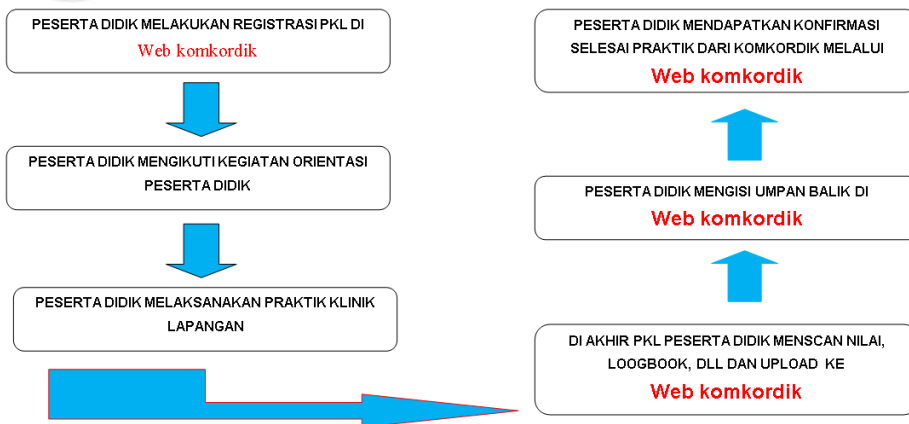 PESERTA DIDIK MELAKUKAN REGISTRASI PKL DI
Web komkordik
PESERTA DIDIK MENGIKUTI KEGIATAN ORIENTASI
PESERTA DIDIK
PESERTA DIDIK MELAKSANAKAN PRAKTIK KLINIK
LAPANGAN
DI AKHIR PKL PESERTA DIDIK MENSCAN NILAI,
LOOGBOOK, DLL DAN UPLOAD KE
Web komkordik
PESERTA DIDIK MENGISI UMPAN BALIK DI
Web komkordik
PESERTA DIDIK MENDAPATKAN KONFIRMASI
SELESAI PRAKTIK DARI KOMKORDIK MELALUI
Web komkordik